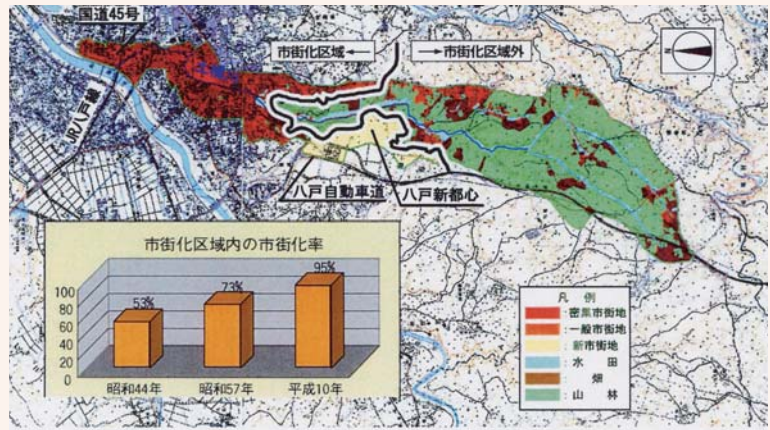 国道45号
市街化区域
市街化区域外
JR八戸線
八戸自動車道
八戸新都心
市街化区域内の市街化率
100
80
60
40
20
0
53%
73%
95%
昭和44年
昭和57年
平成10年
凡 例
密集市街地
一般市街地
新市街地
水 田
畑
山 林